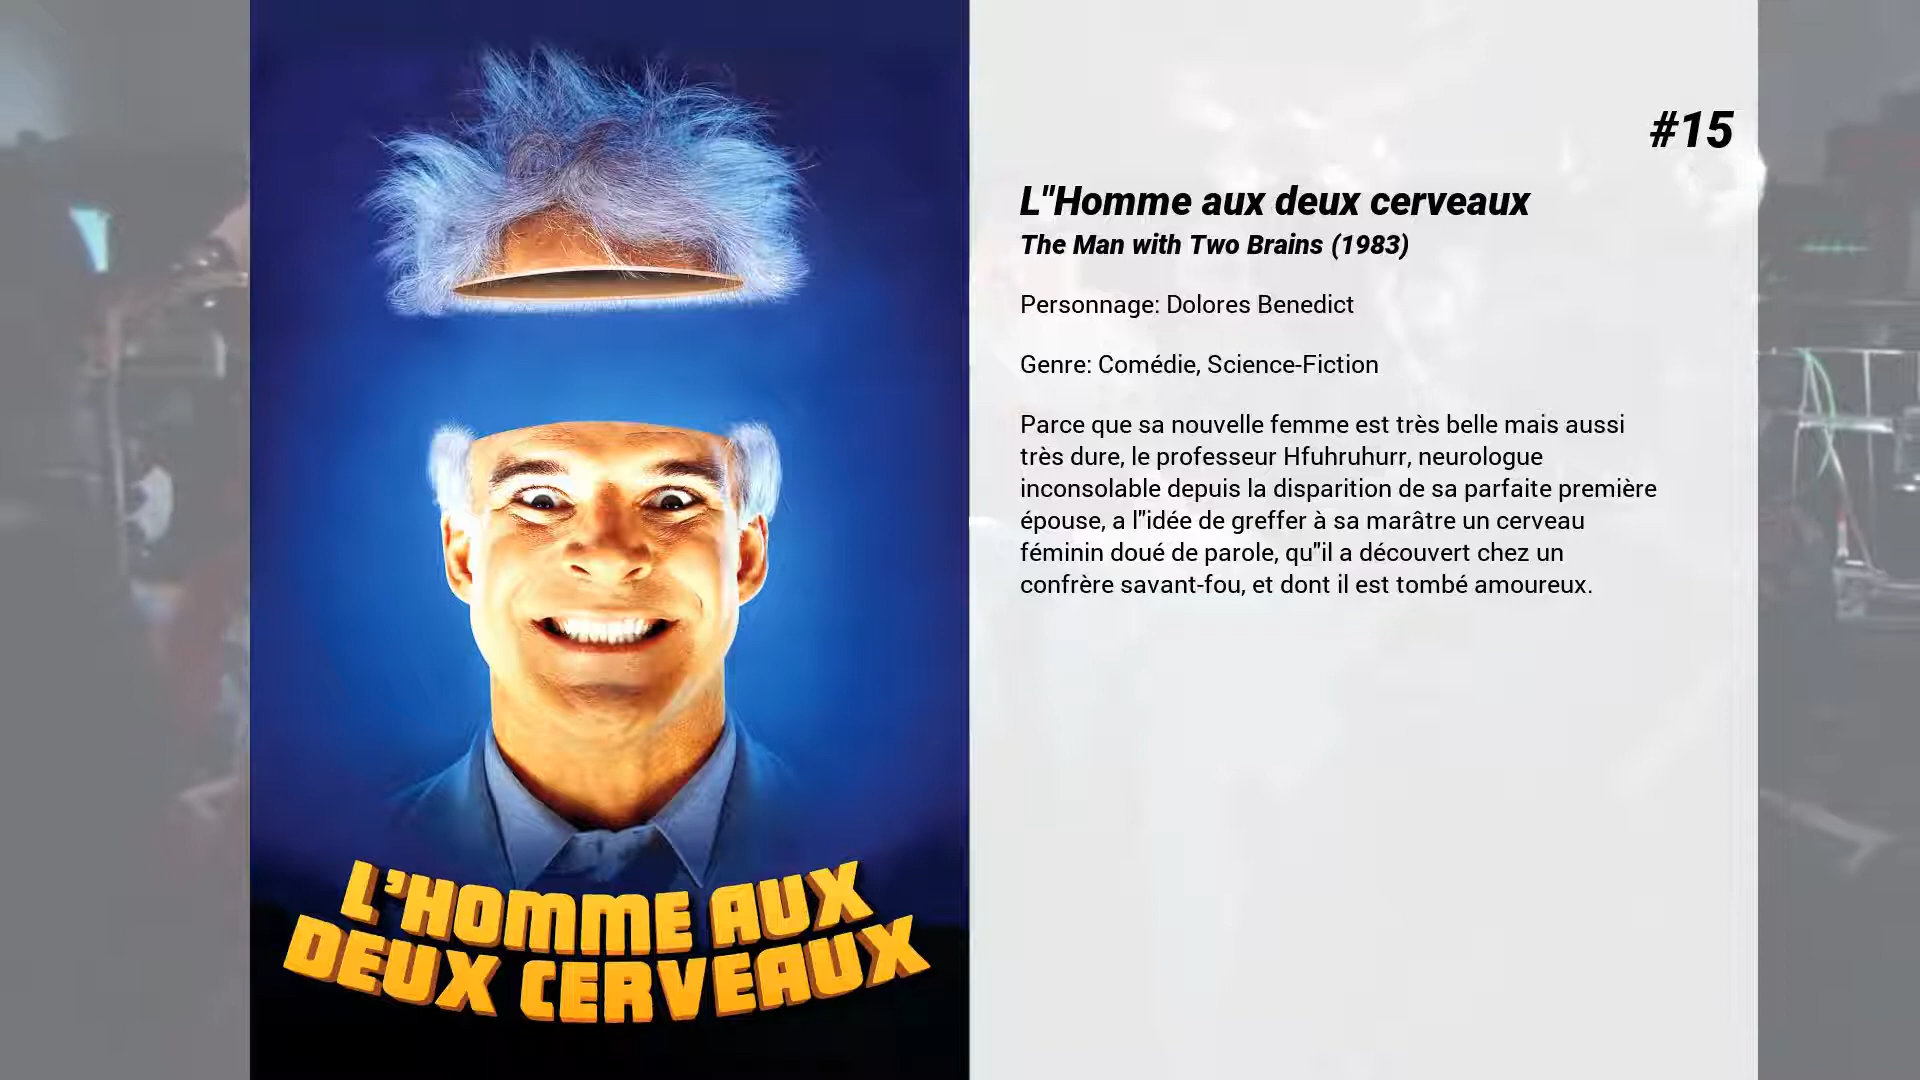 #15
L"Homme aux deux cerveaux
The Man with Two Brains (1983)
Personnage: Dolores Benedict
Genre: Comédie, Science-Fiction
Parce que sa nouvelle femme est très belle mais aussi
très dure, le professeur Hfuhruhurr, neurologue
inconsolable depuis la disparition de sa parfaite première
épouse, a l"idée de greffer à sa marâtre un cerveau
féminin doué de parole, qu"il a découvert chez un
confrère savant-fou, et dont il est tombé amoureux.
L'HOMME AUX
DEUX CERVEAUX